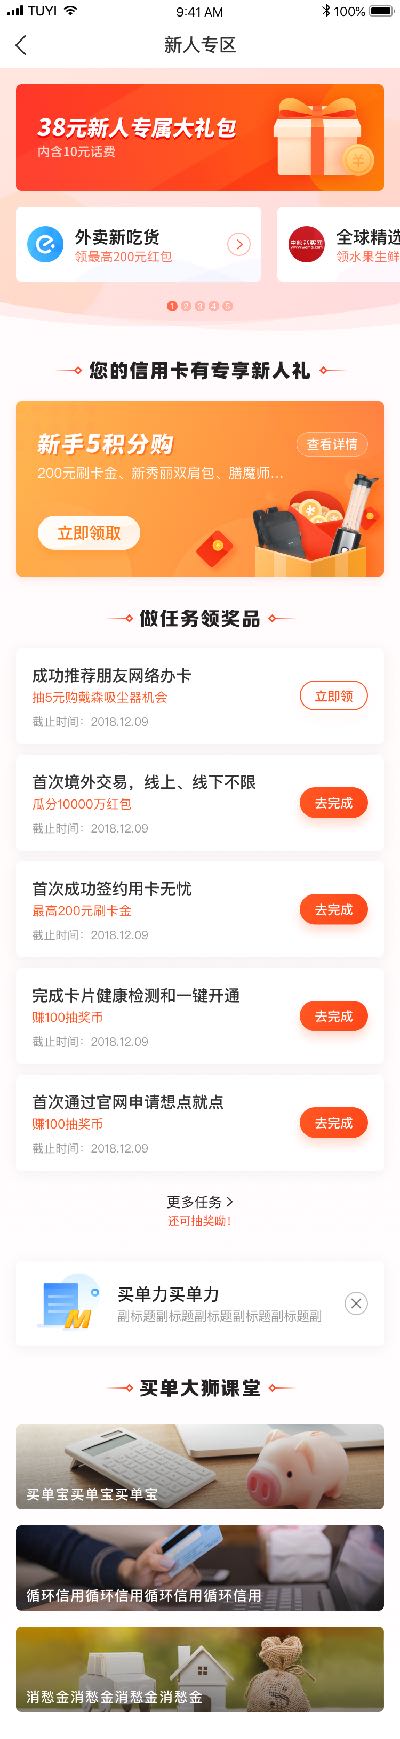 TUYI
9:41 AM
100%
新人专区
38元新人专属大礼包
内含10元话费
外卖新吃货
领最高200元红包
全球精选
领水果生鲜
1 2 3 4 5
您的信用卡有专享新人礼
新手5积分购
查看详情
200元刷卡金、新秀丽双肩包、膳魔师...
立即领取
做任务领奖品
成功推荐朋友网络办卡
抽5元购戴森吸尘器机会
立即领
截止时间：2018.12.09
首次境外交易，线上、线下不限
瓜分10000万红包
去完成
截止时间：2018.12.09
首次成功签约用卡无忧
最高200元刷卡金
去完成
截止时间：2018.12.09
完成卡片健康检测和一键开通
赚100抽奖币
去完成
截止时间：2018.12.09
首次通过官网申请想点就点
赚100抽奖币
去完成
截止时间：2018.12.09
更多任务
还可抽奖呦！
买单力买单力
副标题副标题副标题副标题副标题副
买单大狮课堂
买单宝买单宝买单宝
循环信用循环信用循环信用循环信用
消愁金消愁金消愁金消愁金